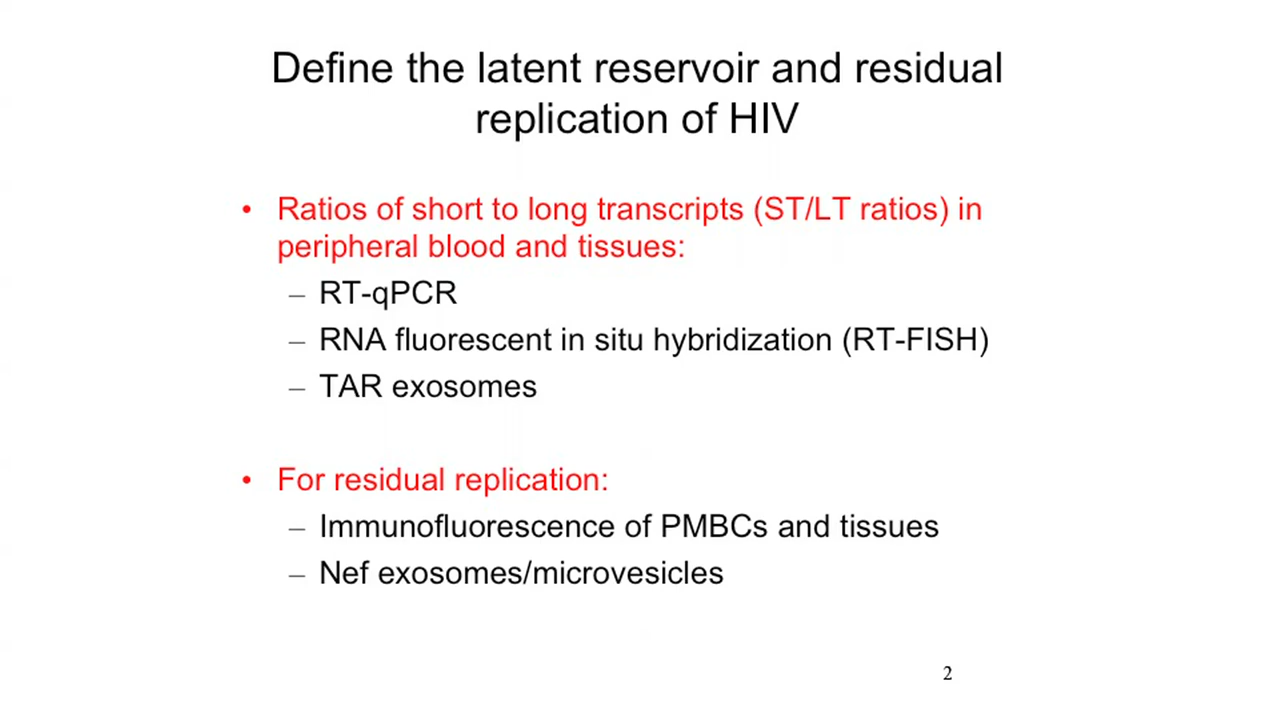 Define the latent reservoir and residual
replication of HIV
• Ratios of short to long transcripts (ST/LT ratios) in
peripheral blood and tissues:
– RT-qPCR
– RNA fluorescent in situ hybridization (RT-FISH)
– TAR exosomes
• For residual replication:
– Immunofluorescence of PMBCs and tissues
– Nef exosomes/microvesicles
2